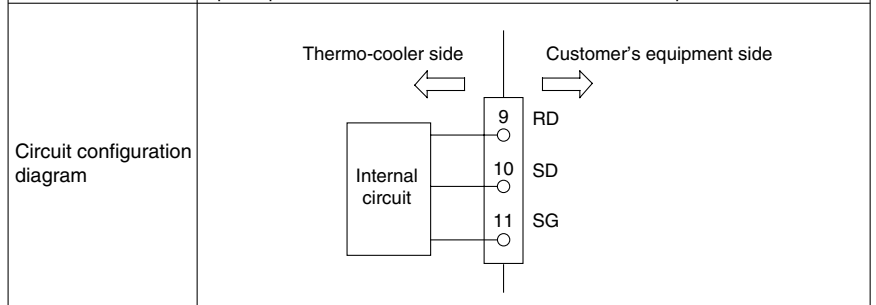 Thermo-cooler side
Customer's equipment side
Circuit configuration
diagram
Internal
circuit
9 RD
10 SD
11 SG